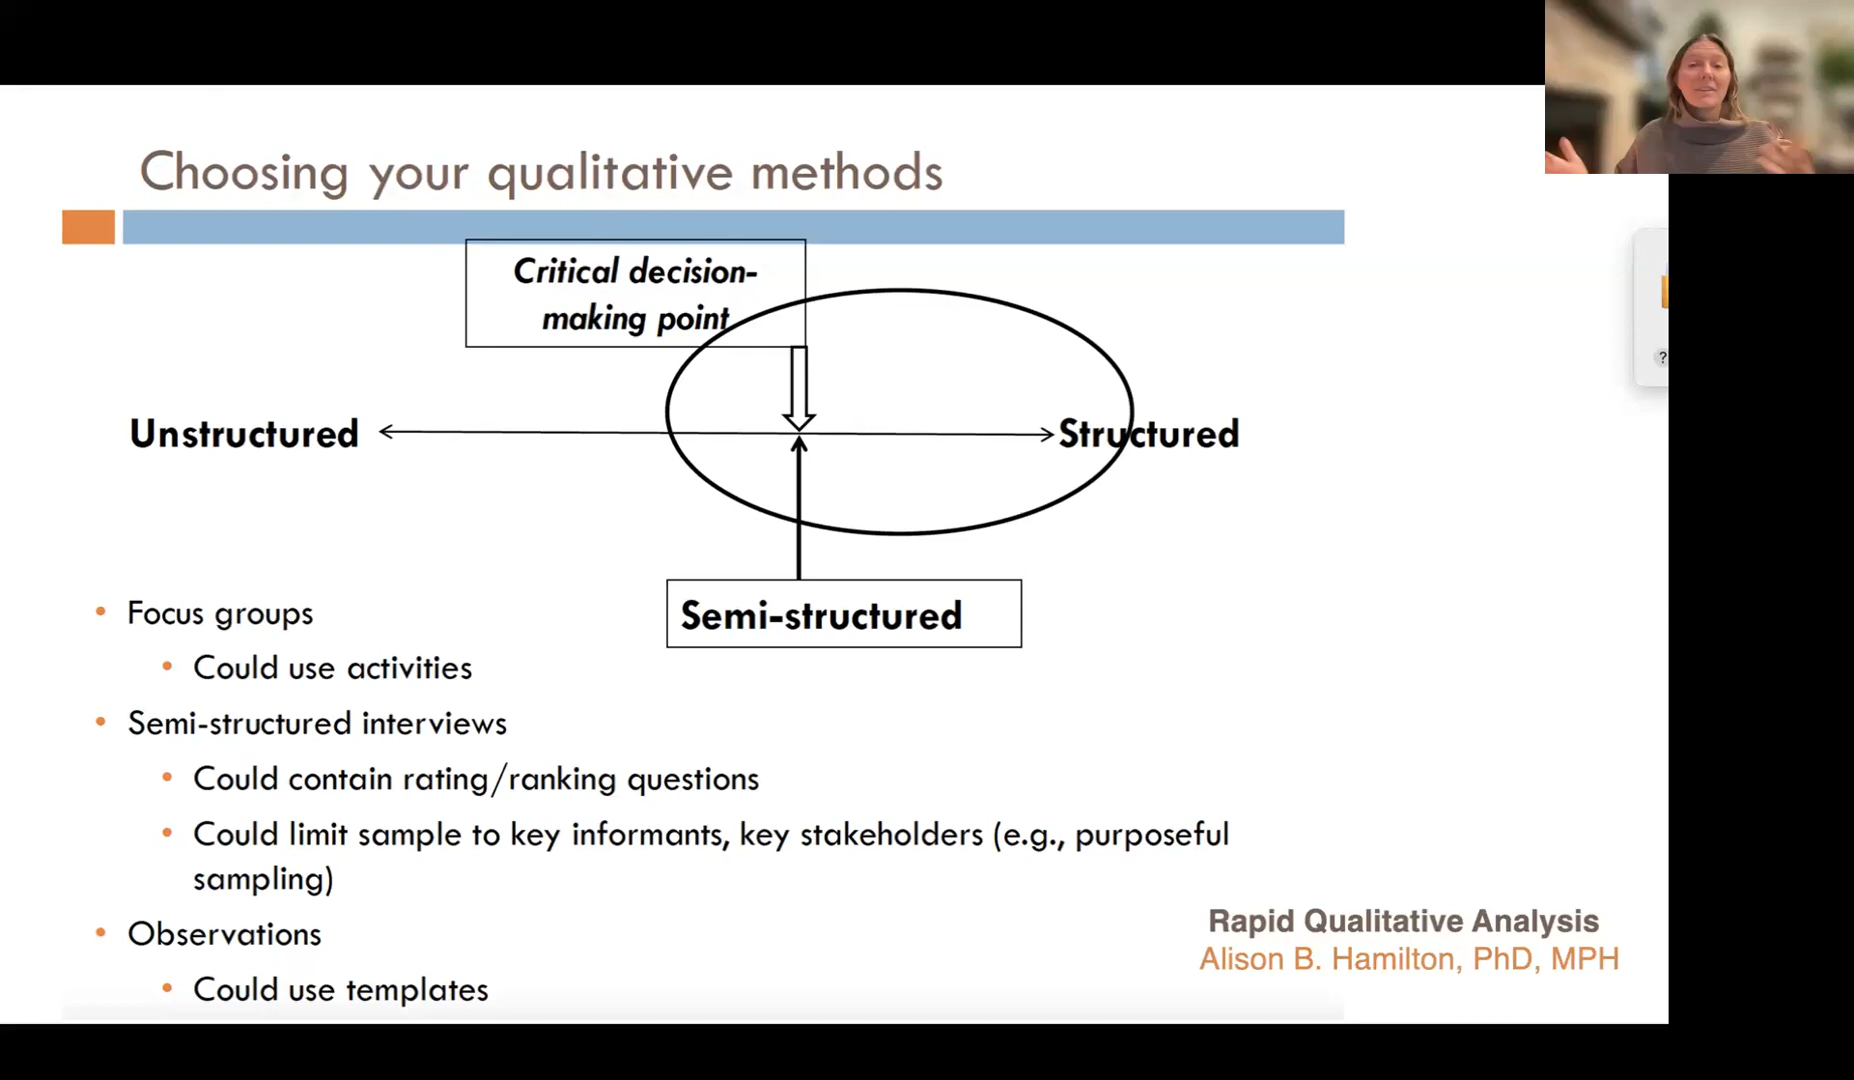 Choosing your qualitative methods
Critical decision-
making point
Unstructured
Structured
Semi-structured
• Focus groups
• Could use activities
• Semi-structured interviews
• Could contain rating/ranking questions
• Could limit sample to key informants, key stakeholders (e.g., purposeful
sampling)
• Observations
• Could use templates
Rapid Qualitative Analysis
Alison B. Hamilton, PhD, MPH
?